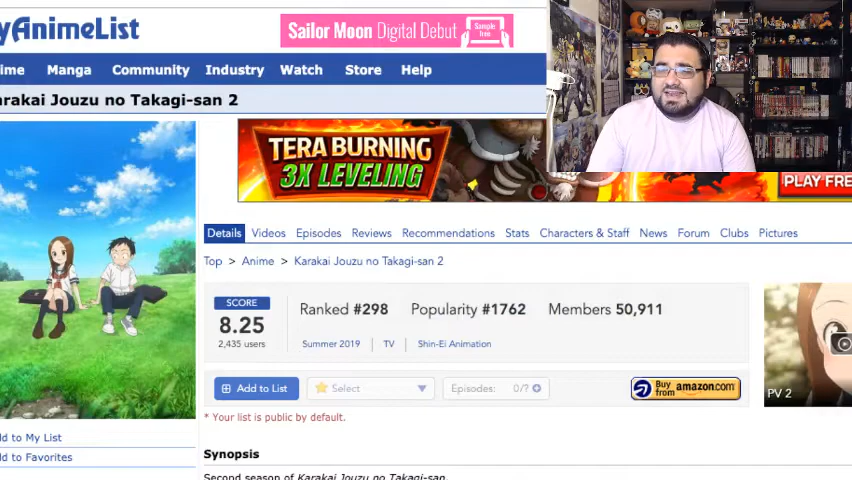 yAnimeList
Sailor Moon Digital Debut
Sample free
ime Manga Community Industry Watch Store Help
arakai Jouzu no Takagi-san 2
TERA BURNING
3X LEVELING
PLAY FRE
Details Videos Episodes Reviews Recommendations Stats Characters & Staff News Forum Clubs Pictures
Top > Anime > Karakai Jouzu no Takagi-san 2
SCORE
8.25
2,435 users
Ranked #298 Popularity #1762 Members 50,911
Summer 2019 TV Shin-Ei Animation
Add to List Select Episodes: 0/?
Buy from amazon.com
PV 2
* Your list is public by default.
dd to My List
dd to Favorites
Synopsis
Second season of Karakai Jouzu no Takagi-san.